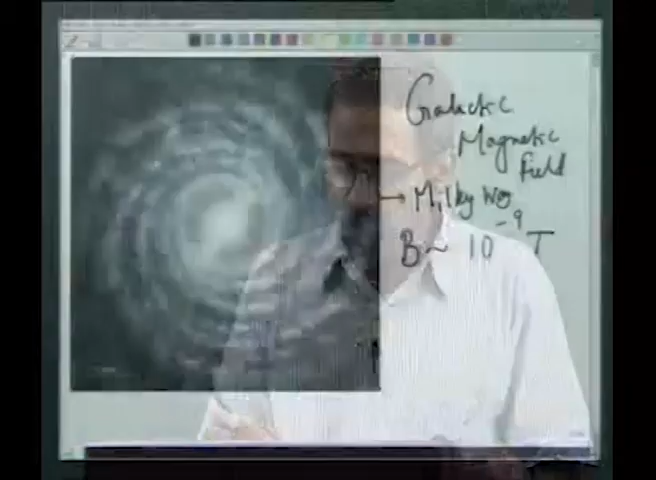 Galactic
Magnetic
Field
Milky Way
B ~ 10⁻⁹ T